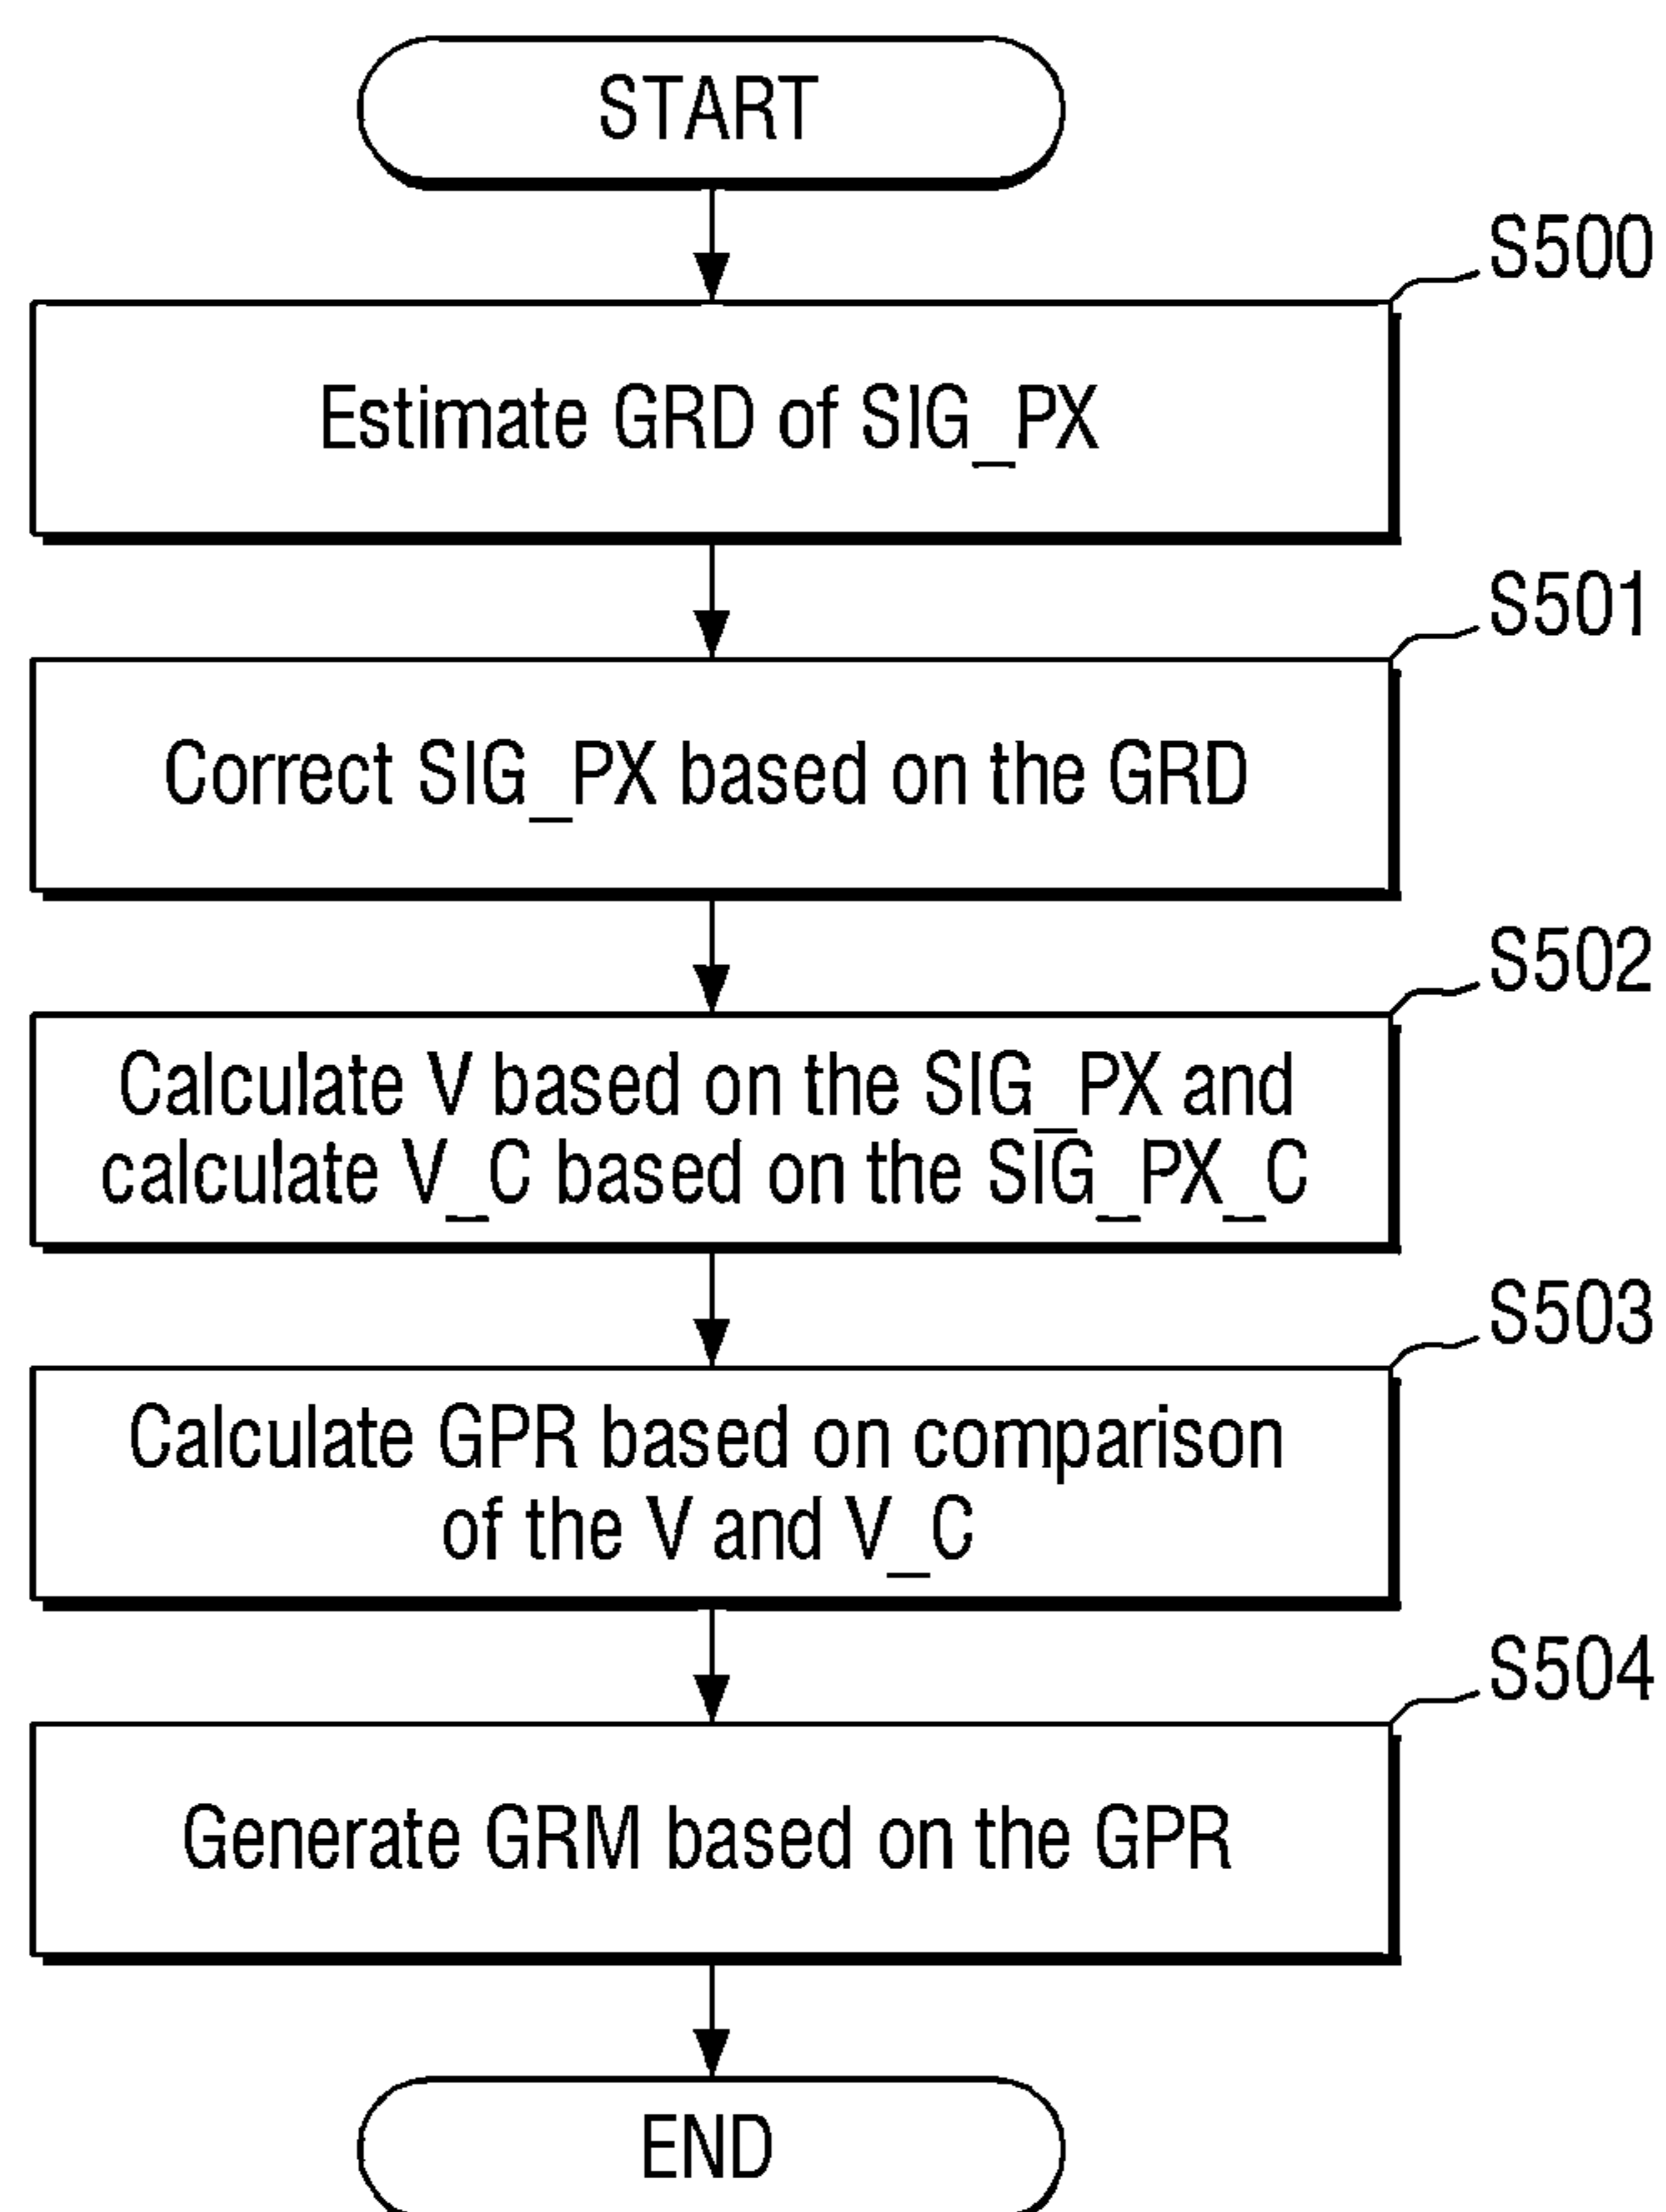 START
S500
Estimate GRD of SIG_PX
S501
Correct SIG_PX based on the GRD
S502
Calculate V based on the SIG_PX and
calculate V_C based on the SIG_PX_C
S503
Calculate GPR based on comparison
of the V and V_C
S504
Generate GRM based on the GPR
END